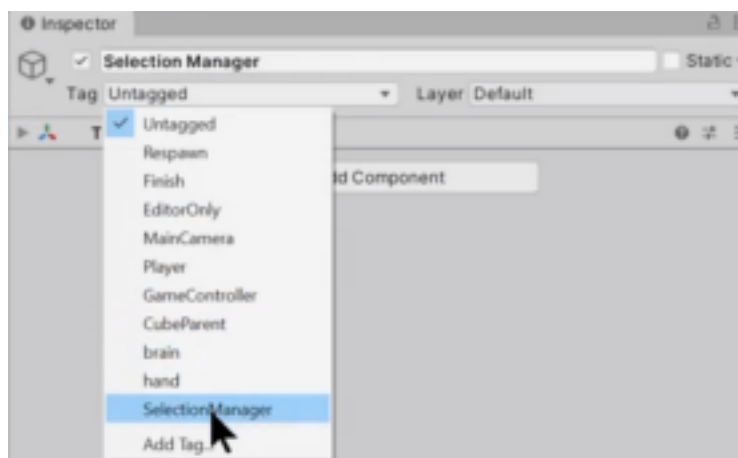 Inspector
Selection Manager Static
Tag Untagged Layer Default
Untagged
T
Respawn
dd Component
Finish
EditorOnly
MainCamera
Player
GameController
CubeParent
brain
hand
SelectionManager
Add Tag..